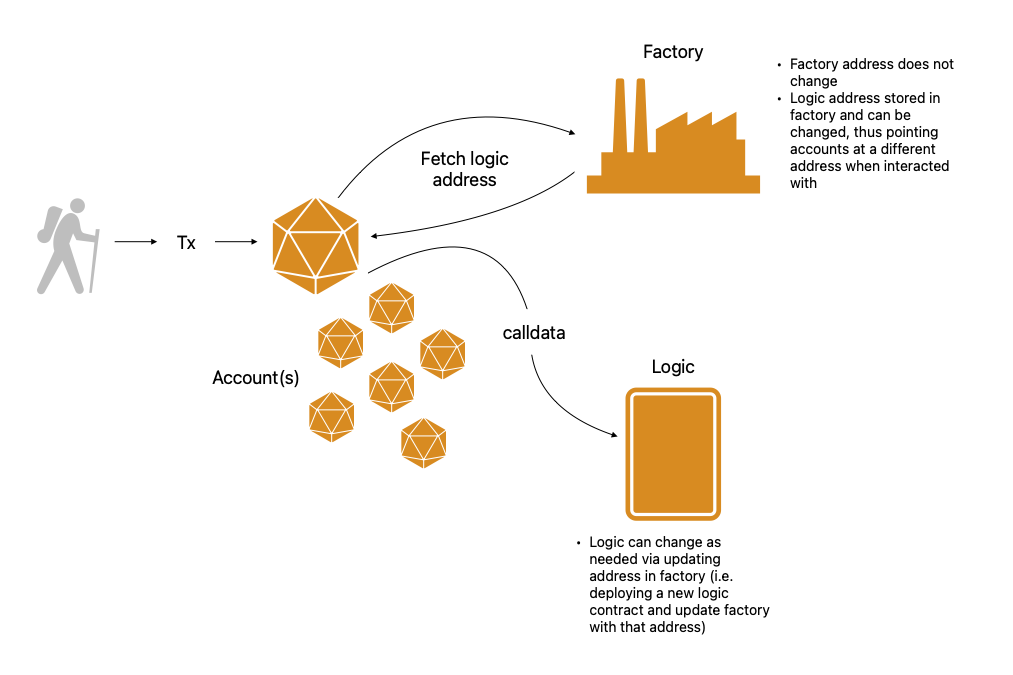 Factory
• Factory address does not
change
• Logic address stored in
factory and can be
changed, thus pointing
accounts at a different
address when interacted
with
Fetch logic
address
Tx
calldata
Account(s)
Logic
• Logic can change as
needed via updating
address in factory (i.e.
deploying a new logic
contract and update factory
with that address)